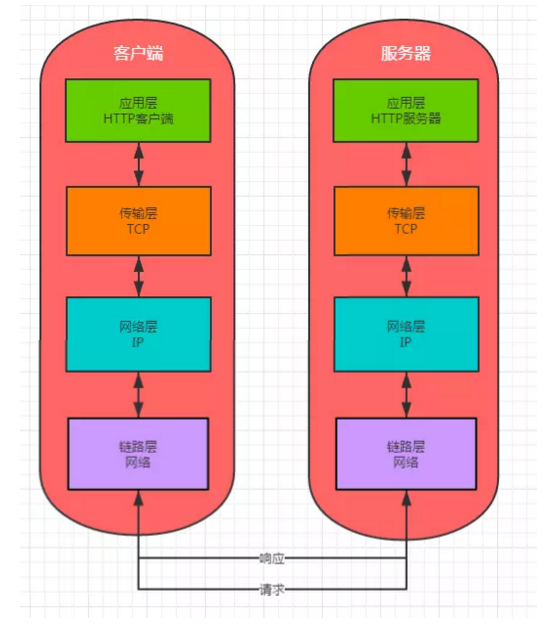 客户端
应用层
HTTP客户端
传输层
TCP
网络层
IP
链路层
网络
服务器
应用层
HTTP服务器
传输层
TCP
网络层
IP
链路层
网络
响应
请求